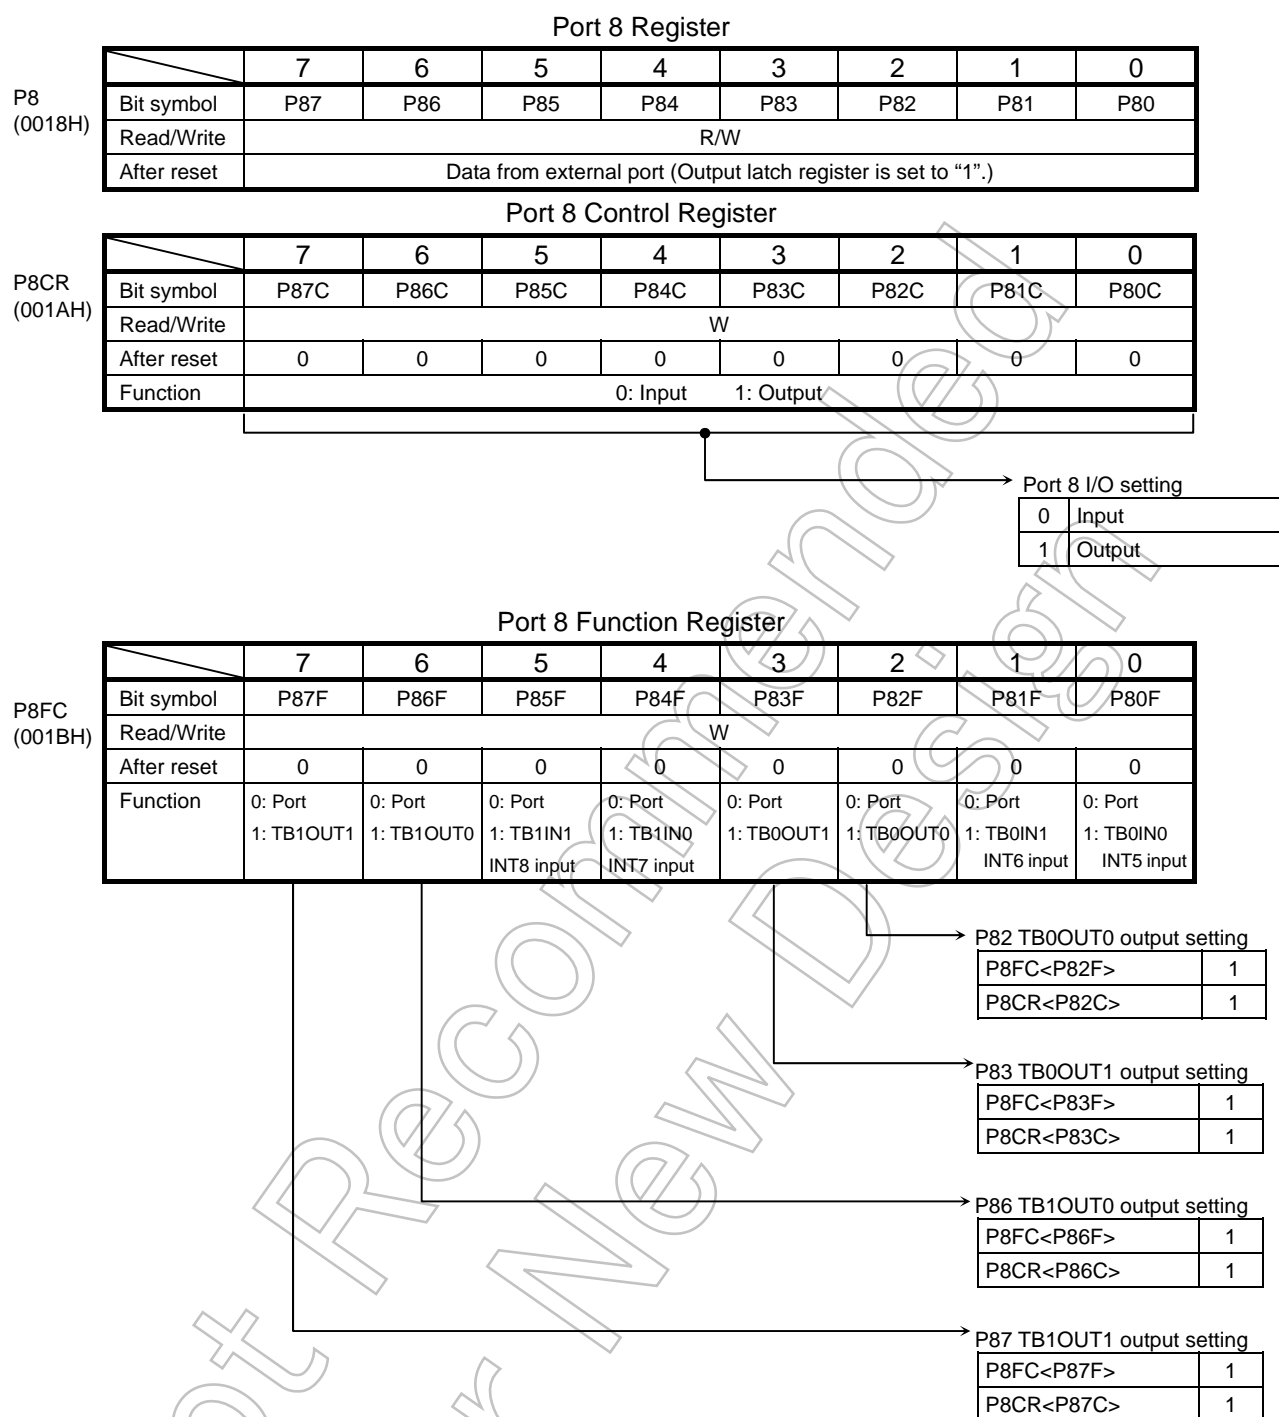 Port 8 Register
7 6 5 4 3 2 1 0
P8
(0018H)
Bit symbol P87 P86 P85 P84 P83 P82 P81 P80
Read/Write R/W
After reset Data from external port (Output latch register is set to “1”.)
Port 8 Control Register
7 6 5 4 3 2 1 0
P8CR
(001AH)
Bit symbol P87C P86C P85C P84C P83C P82C P81C P80C
Read/Write W
After reset 0 0 0 0 0 0 0 0
Function 0: Input 1: Output
Port 8 I/O setting
0 Input
1 Output
Port 8 Function Register
7 6 5 4 3 2 1 0
P8FC
(001BH)
Bit symbol P87F P86F P85F P84F P83F P82F P81F P80F
Read/Write W
After reset 0 0 0 0 0 0 0 0
Function 0: Port 0: Port 0: Port 0: Port 0: Port 0: Port 0: Port 0: Port
1: TB1OUT1 1: TB1OUT0 1: TB1IN1 1: TB1IN0 1: TB0OUT1 1: TB0OUT0 1: TB0IN1 1: TB0IN0
INT8 input INT7 input INT6 input INT5 input
P82 TB0OUT0 output setting
P8FC<P82F> 1
P8CR<P82C> 1
P83 TB0OUT1 output setting
P8FC<P83F> 1
P8CR<P83C> 1
P86 TB1OUT0 output setting
P8FC<P86F> 1
P8CR<P86C> 1
P87 TB1OUT1 output setting
P8FC<P87F> 1
P8CR<P87C> 1
Recommended
New Design